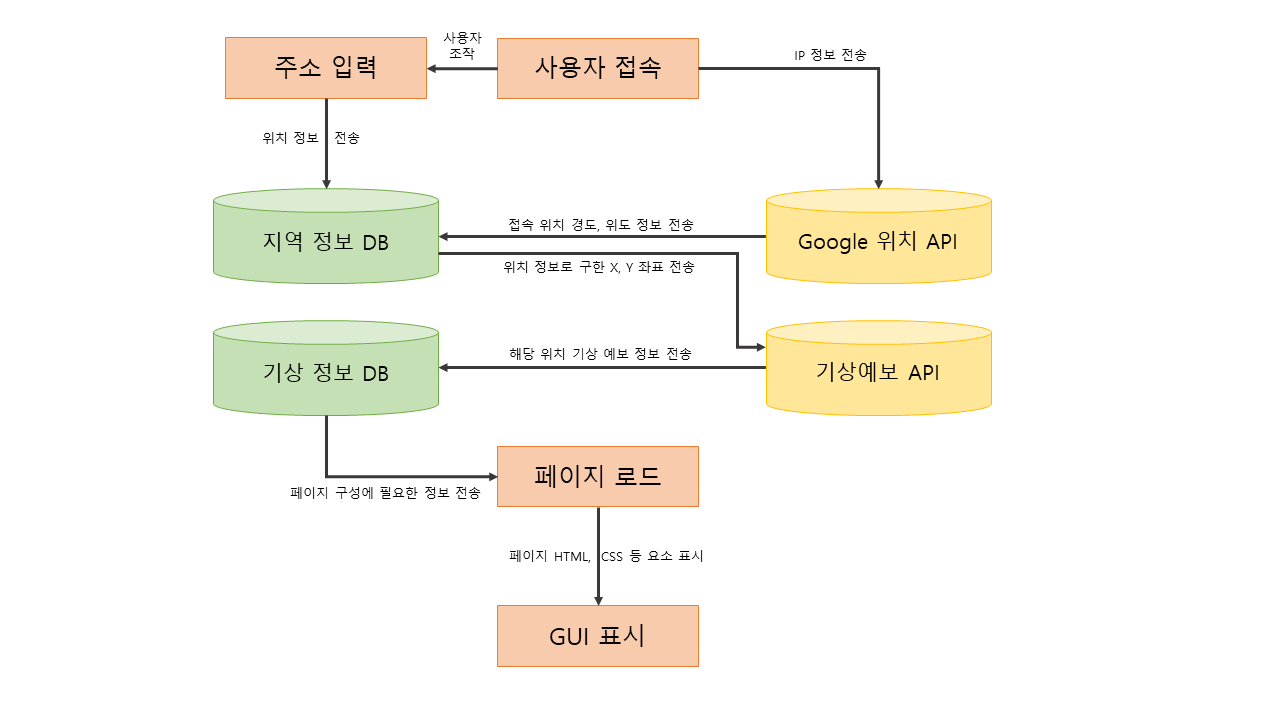 사용자
조작
주소 입력
사용자 접속
IP 정보 전송
위치 정보 전송
지역 정보 DB
접속 위치 경도, 위도 정보 전송
Google 위치 API
위치 정보로 구한 X, Y 좌표 전송
기상 정보 DB
해당 위치 기상 예보 정보 전송
기상예보 API
페이지 로드
페이지 구성에 필요한 정보 전송
페이지 HTML, CSS 등 요소 표시
GUI 표시